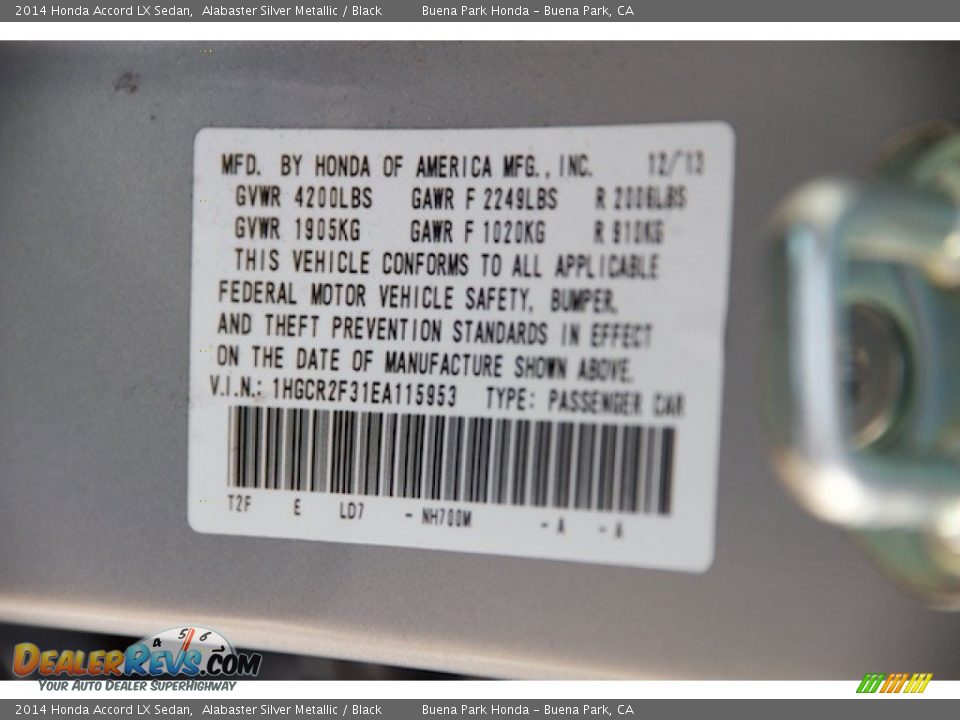 2014 Honda Accord LX Sedan, Alabaster Silver Metallic / Black Buena Park Honda – Buena Park, CA
MFD. BY HONDA OF AMERICA MFG., INC. 12/13
GVWR 4200LBS GAWR F 2249LBS R 2006LBS
GVWR 1905KG GAWR F 1020KG R 910KG
THIS VEHICLE CONFORMS TO ALL APPLICABLE
FEDERAL MOTOR VEHICLE SAFETY, BUMPER,
AND THEFT PREVENTION STANDARDS IN EFFECT
ON THE DATE OF MANUFACTURE SHOWN ABOVE.
V.I.N.: 1HGCR2F31EA115953 TYPE: PASSENGER CAR
T2F E LD7 - NH700M - A - A
4 5 6
DEALERREVS.COM
YOUR AUTO DEALER SUPERHIGHWAY
2014 Honda Accord LX Sedan, Alabaster Silver Metallic / Black Buena Park Honda – Buena Park, CA